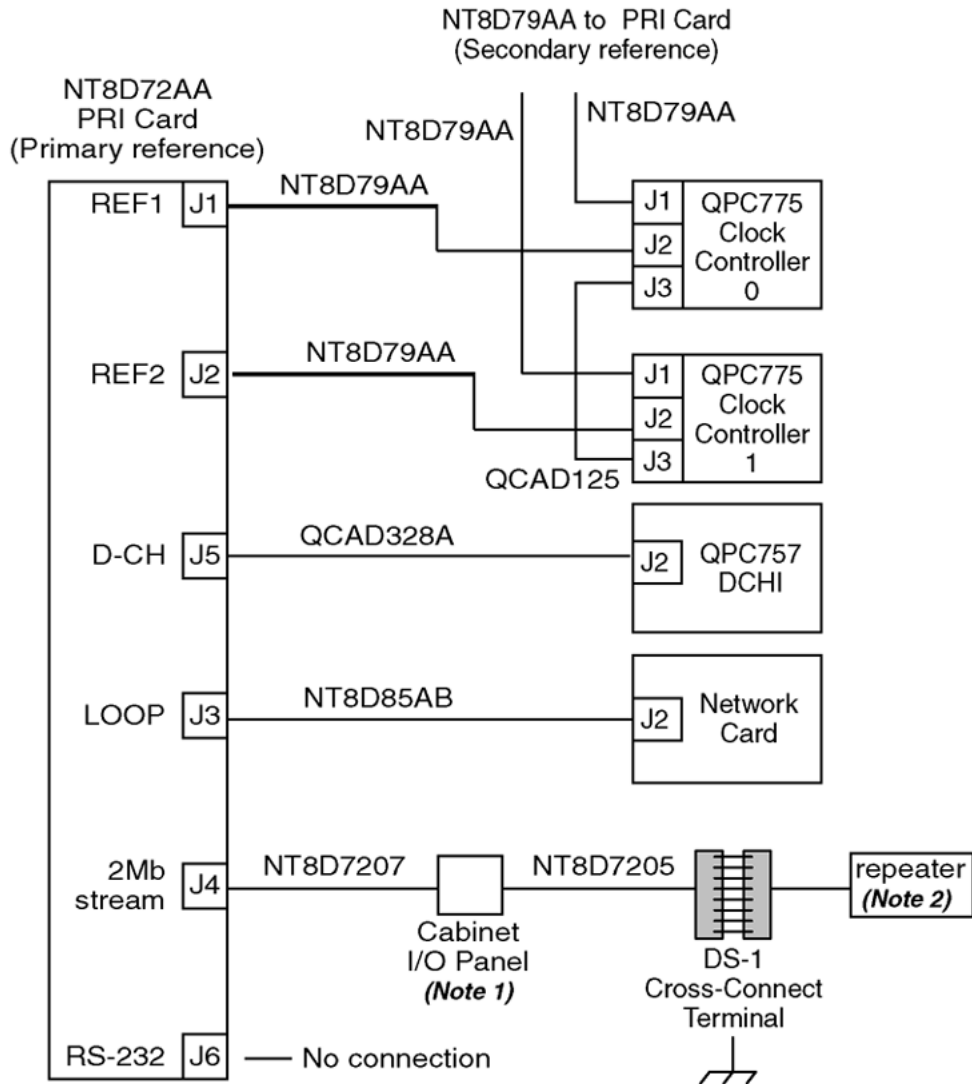 NT8D79AA to PRI Card
(Secondary reference)
NT8D72AA
PRI Card
(Primary reference)
NT8D79AA
NT8D79AA
REF1 J1
NT8D79AA
J1
J2
J3
QPC775
Clock
Controller
0
REF2 J2
NT8D79AA
J1
J2
J3
QPC775
Clock
Controller
1
QCAD125
D-CH J5
QCAD328A
J2
QPC757
DCHI
LOOP J3
NT8D85AB
J2
Network
Card
2Mb
stream
J4
NT8D7207
Cabinet
I/O Panel
(Note 1)
NT8D7205
DS-1
Cross-Connect
Terminal
repeater
(Note 2)
RS-232 J6
No connection